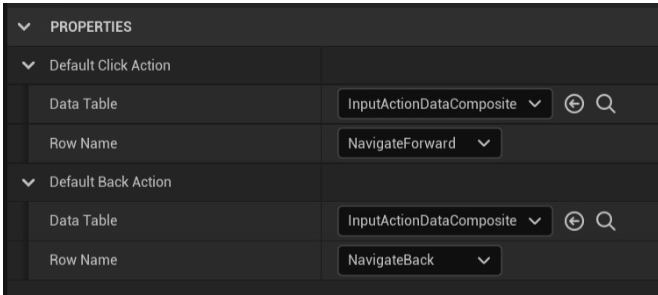 PROPERTIES
Default Click Action
Data Table InputActionDataComposite
Row Name NavigateForward
Default Back Action
Data Table InputActionDataComposite
Row Name NavigateBack